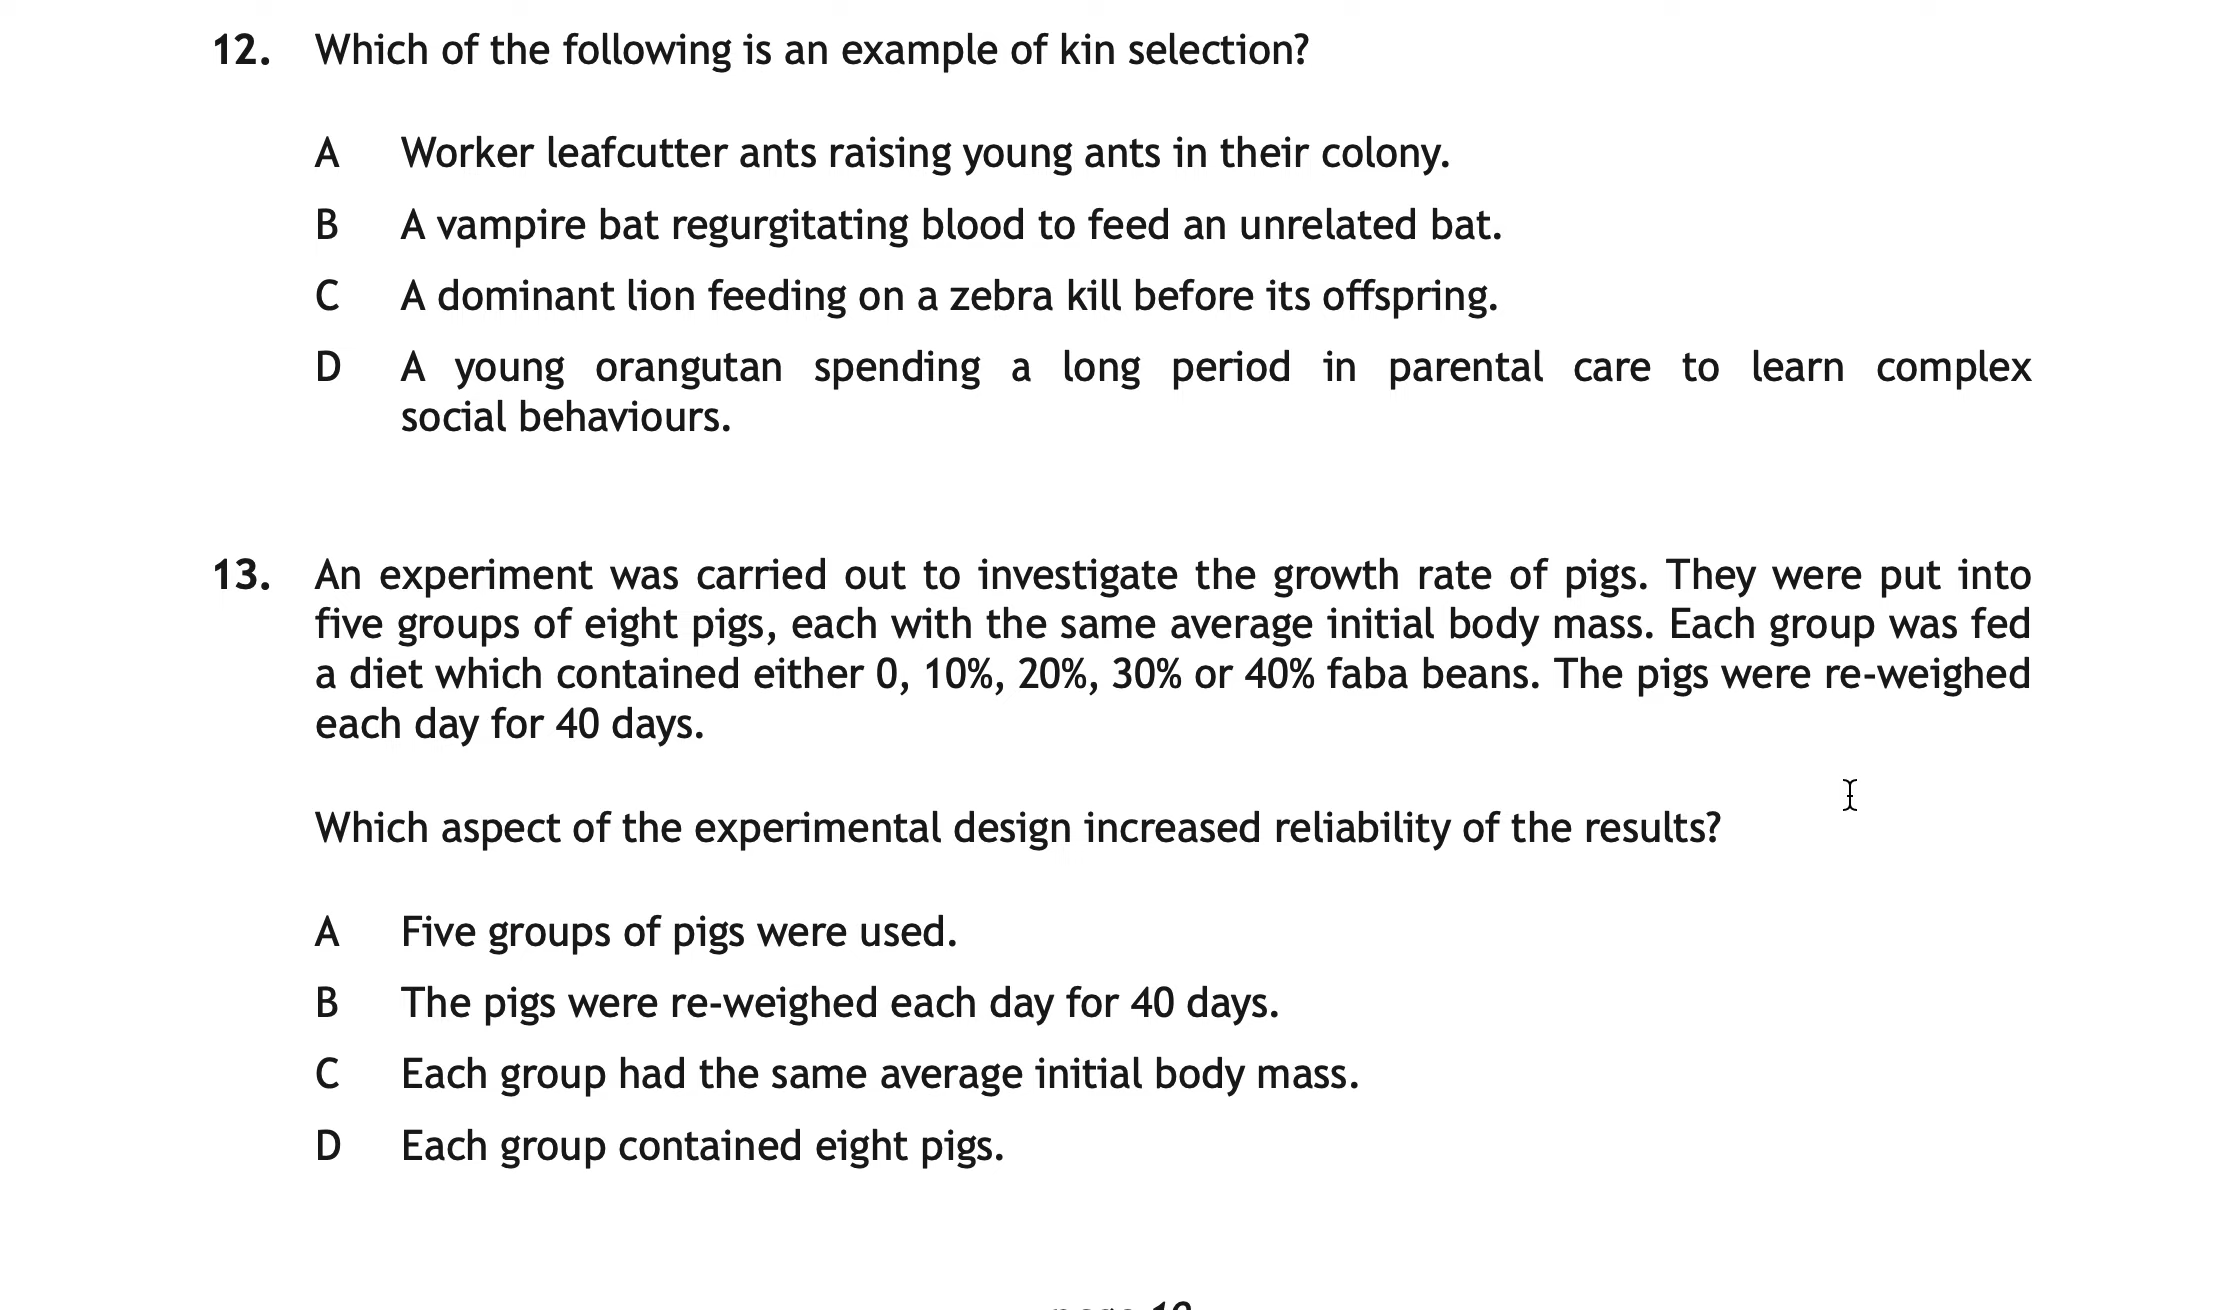 12. Which of the following is an example of kin selection?
A Worker leafcutter ants raising young ants in their colony.
B A vampire bat regurgitating blood to feed an unrelated bat.
C A dominant lion feeding on a zebra kill before its offspring.
D A young orangutan spending a long period in parental care to learn complex
social behaviours.
13. An experiment was carried out to investigate the growth rate of pigs. They were put into
five groups of eight pigs, each with the same average initial body mass. Each group was fed
a diet which contained either 0, 10%, 20%, 30% or 40% faba beans. The pigs were re-weighed
each day for 40 days.
Which aspect of the experimental design increased reliability of the results?
A Five groups of pigs were used.
B The pigs were re-weighed each day for 40 days.
C Each group had the same average initial body mass.
D Each group contained eight pigs.